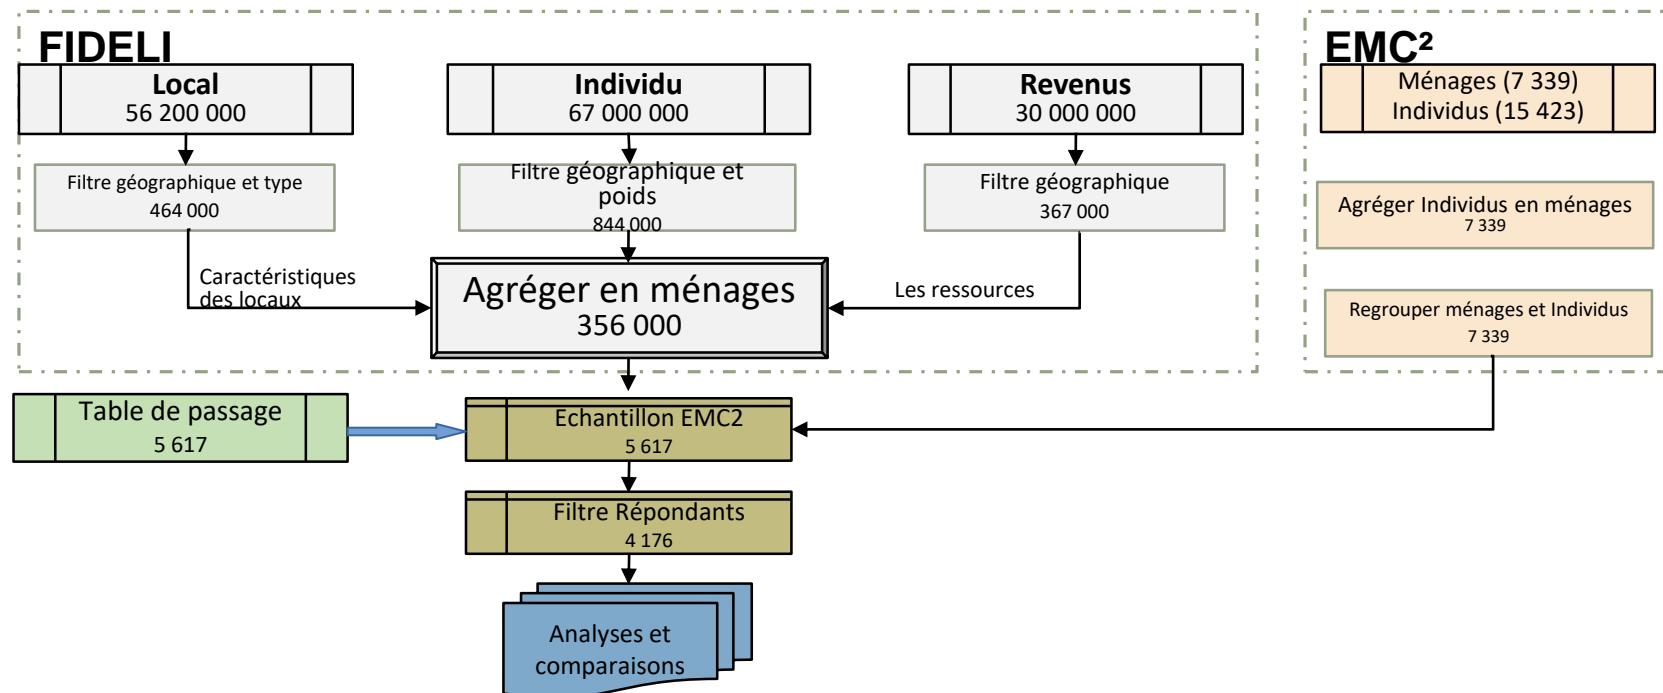 FIDELI
EMC²
Local
56 200 000
Individu
67 000 000
Revenus
30 000 000
Ménages (7 339)
Individus (15 423)
Filtre géographique et type
464 000
Filtre géographique et
poids
844 000
Filtre géographique
367 000
Agréger Individus en ménages
7 339
Caractéristiques
des locaux
Agréger en ménages
356 000
Les ressources
Regrouper ménages et Individus
7 339
Table de passage
5 617
Echantillon EMC2
5 617
Filtre Répondants
4 176
Analyses et
comparaisons